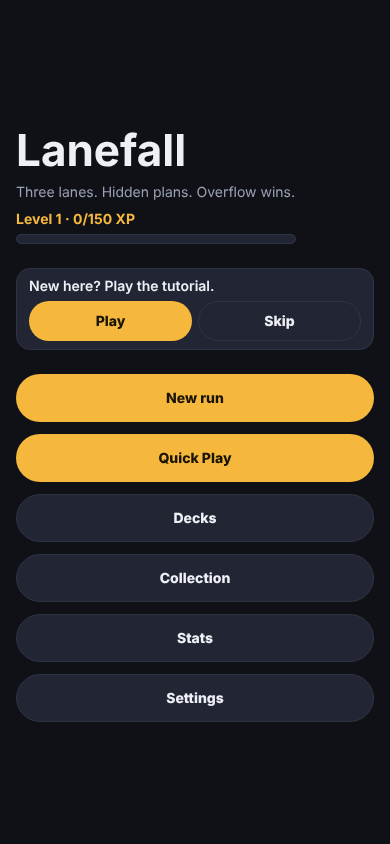 Lanefall
Three lanes. Hidden plans. Overflow wins.
Level 1 · 0/150 XP
New here? Play the tutorial.
Play
Skip
New run
Quick Play
Decks
Collection
Stats
Settings